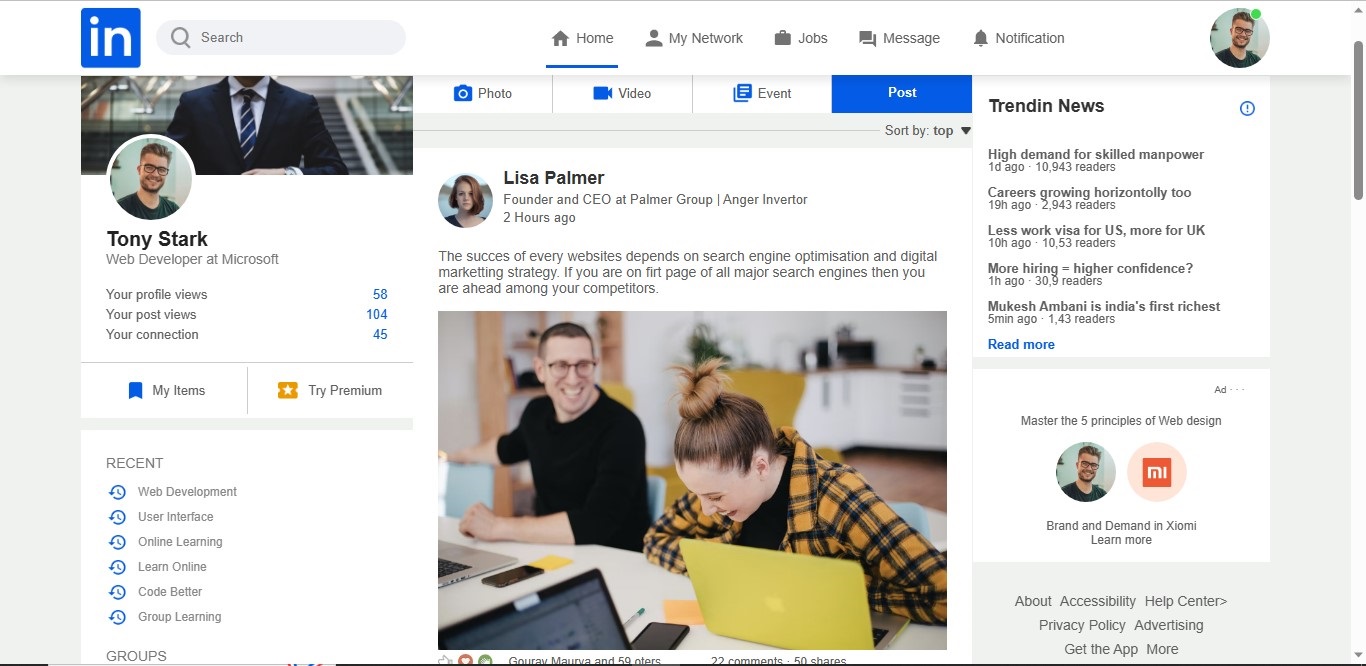 in
Search
Home
My Network
Jobs
Message
Notification
Tony Stark
Web Developer at Microsoft
Your profile views 58
Your post views 104
Your connection 45
My Items
Try Premium
RECENT
Web Development
User Interface
Online Learning
Learn Online
Code Better
Group Learning
GROUPS
Photo
Video
Event
Post
Sort by: top
Lisa Palmer
Founder and CEO at Palmer Group | Anger Invertor
2 Hours ago
The succes of every websites depends on search engine optimisation and digital
marketting strategy. If you are on firt page of all major search engines then you
are ahead among your competitors.
Gourav Maurya and 59 oters
22 comments · 50 shares
Trendin News
High demand for skilled manpower
1d ago · 10,943 readers
Careers growing horizontolly too
19h ago · 2,943 readers
Less work visa for US, more for UK
10h ago · 10,53 readers
More hiring = higher confidence?
1h ago · 30,9 readers
Mukesh Ambani is india's first richest
5min ago · 1,43 readers
Read more
Ad · · ·
Master the 5 principles of Web design
mi
Brand and Demand in Xiomi
Learn more
About Accessibility Help Center>
Privacy Policy Advertising
Get the App More